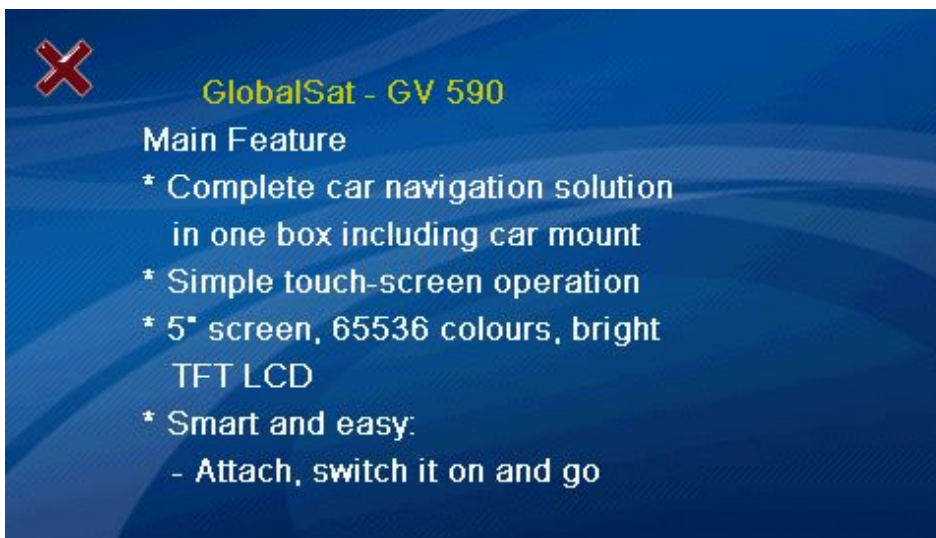 GlobalSat - GV 590
Main Feature
* Complete car navigation solution
in one box including car mount
* Simple touch-screen operation
* 5" screen, 65536 colours, bright
TFT LCD
* Smart and easy:
- Attach, switch it on and go